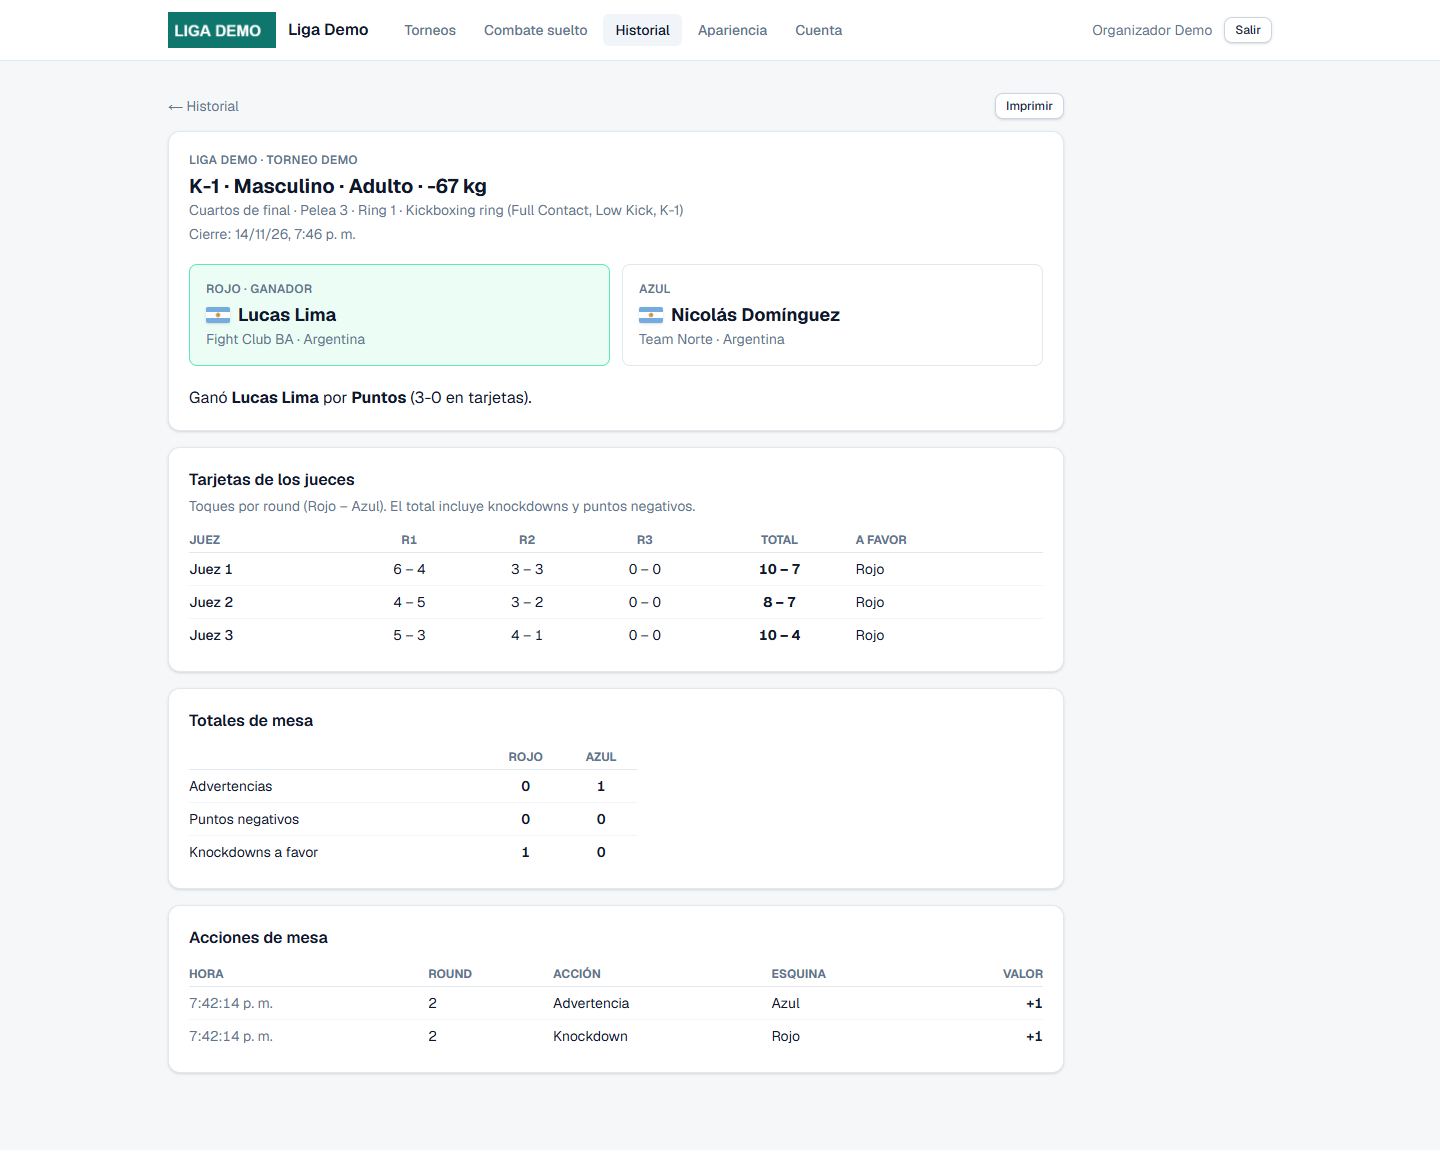 LIGA DEMO Liga Demo Torneos Combate suelto Historial Apariencia Cuenta Organizador Demo Salir
← Historial Imprimir
LIGA DEMO · TORNEO DEMO
K-1 · Masculino · Adulto · -67 kg
Cuartos de final · Pelea 3 · Ring 1 · Kickboxing ring (Full Contact, Low Kick, K-1)
Cierre: 14/11/26, 7:46 p. m.
ROJO · GANADOR
Lucas Lima
Fight Club BA · Argentina
AZUL
Nicolás Domínguez
Team Norte · Argentina
Ganó Lucas Lima por Puntos (3-0 en tarjetas).
Tarjetas de los jueces
Toques por round (Rojo – Azul). El total incluye knockdowns y puntos negativos.
JUEZ R1 R2 R3 TOTAL A FAVOR
Juez 1 6 – 4 3 – 3 0 – 0 10 – 7 Rojo
Juez 2 4 – 5 3 – 2 0 – 0 8 – 7 Rojo
Juez 3 5 – 3 4 – 1 0 – 0 10 – 4 Rojo
Totales de mesa
ROJO AZUL
Advertencias 0 1
Puntos negativos 0 0
Knockdowns a favor 1 0
Acciones de mesa
HORA ROUND ACCIÓN ESQUINA VALOR
7:42:14 p. m. 2 Advertencia Azul +1
7:42:14 p. m. 2 Knockdown Rojo +1